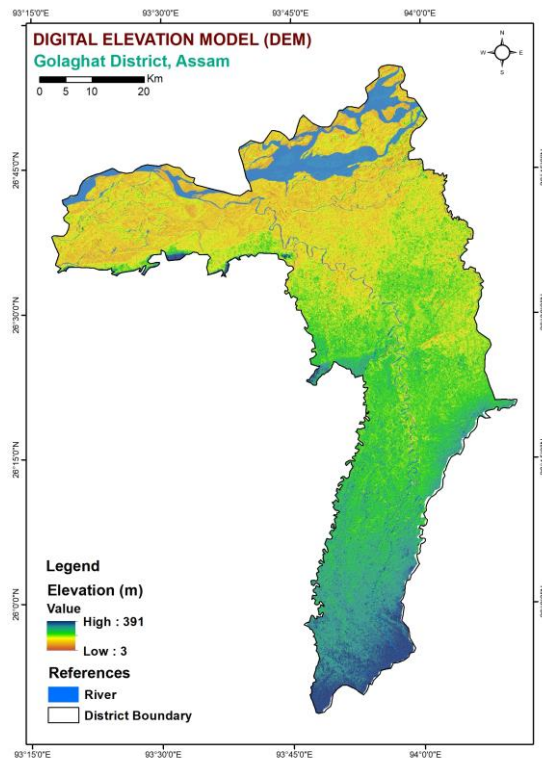 93°15'0"E 93°30'0"E 93°45'0"E 94°0'0"E
DIGITAL ELEVATION MODEL (DEM)
Golaghat District, Assam
Km
0 5 10 20
N
W E
S
26°45'0"N
26°30'0"N
26°15'0"N
26°0'0"N
Legend
Elevation (m)
Value
High : 391
Low : 3
References
River
District Boundary
93°15'0"E 93°30'0"E 93°45'0"E 94°0'0"E